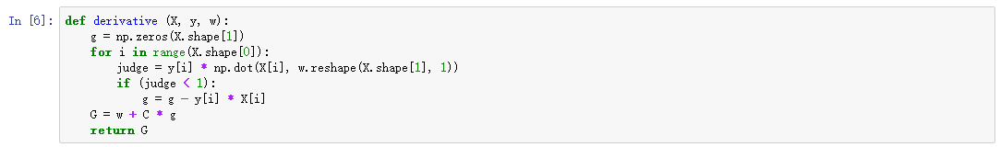 In [6]: def derivative (X, y, w):
    g = np.zeros(X.shape[1])
    for i in range(X.shape[0]):
        judge = y[i] * np.dot(X[i], w.reshape(X.shape[1], 1))
        if (judge < 1):
            g = g - y[i] * X[i]
    G = w + C * g
    return G